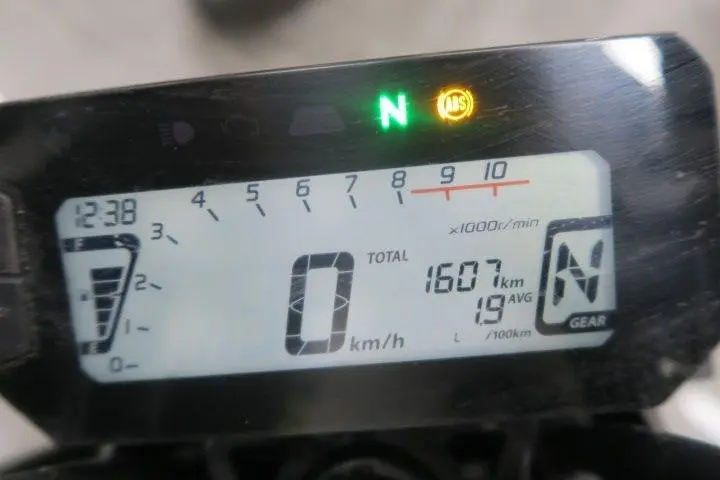 N ABS
12:38
4 5 6 7 8 9 10
3
x1000r/min
F
TOTAL
2
1607 km
N
0
1.9 AVG
GEAR
1
km/h
L /100km
E
0